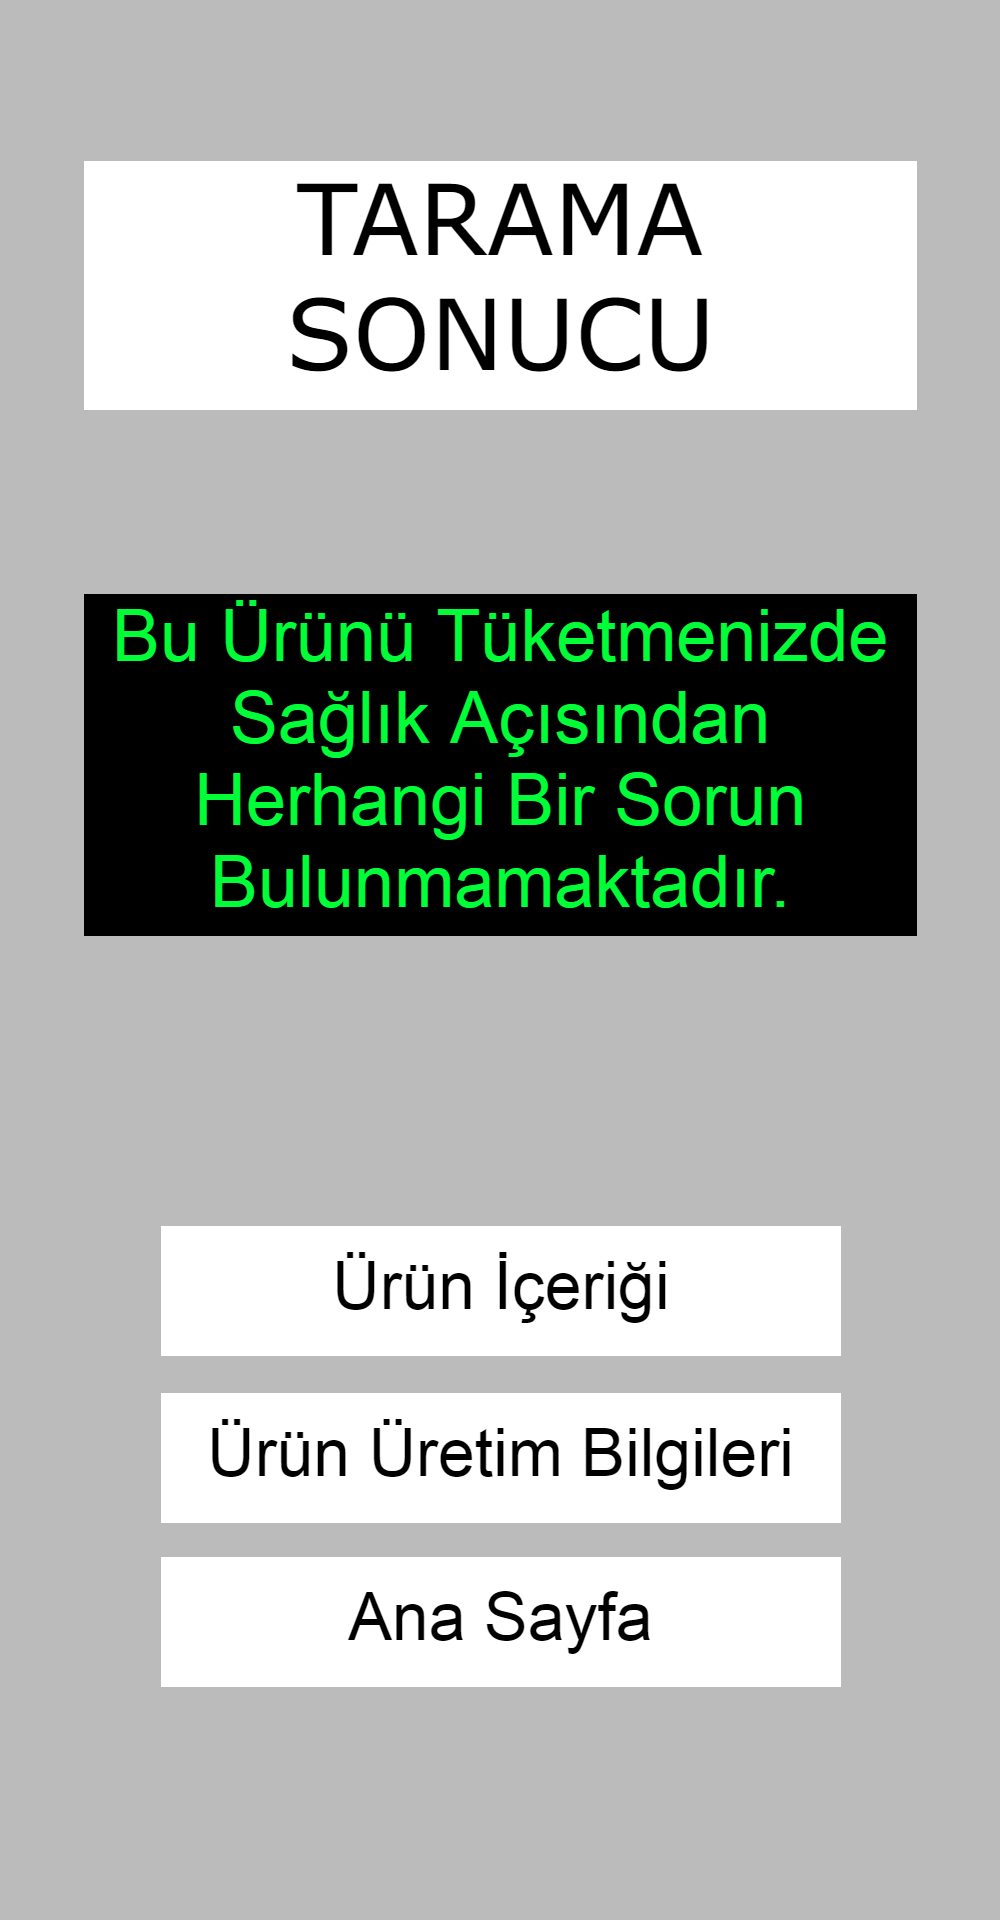 TARAMA
SONUCU
Bu Ürünü Tüketmenizde
Sağlık Açısından
Herhangi Bir Sorun
Bulunmamaktadır.
Ürün İçeriği
Ürün Üretim Bilgileri
Ana Sayfa